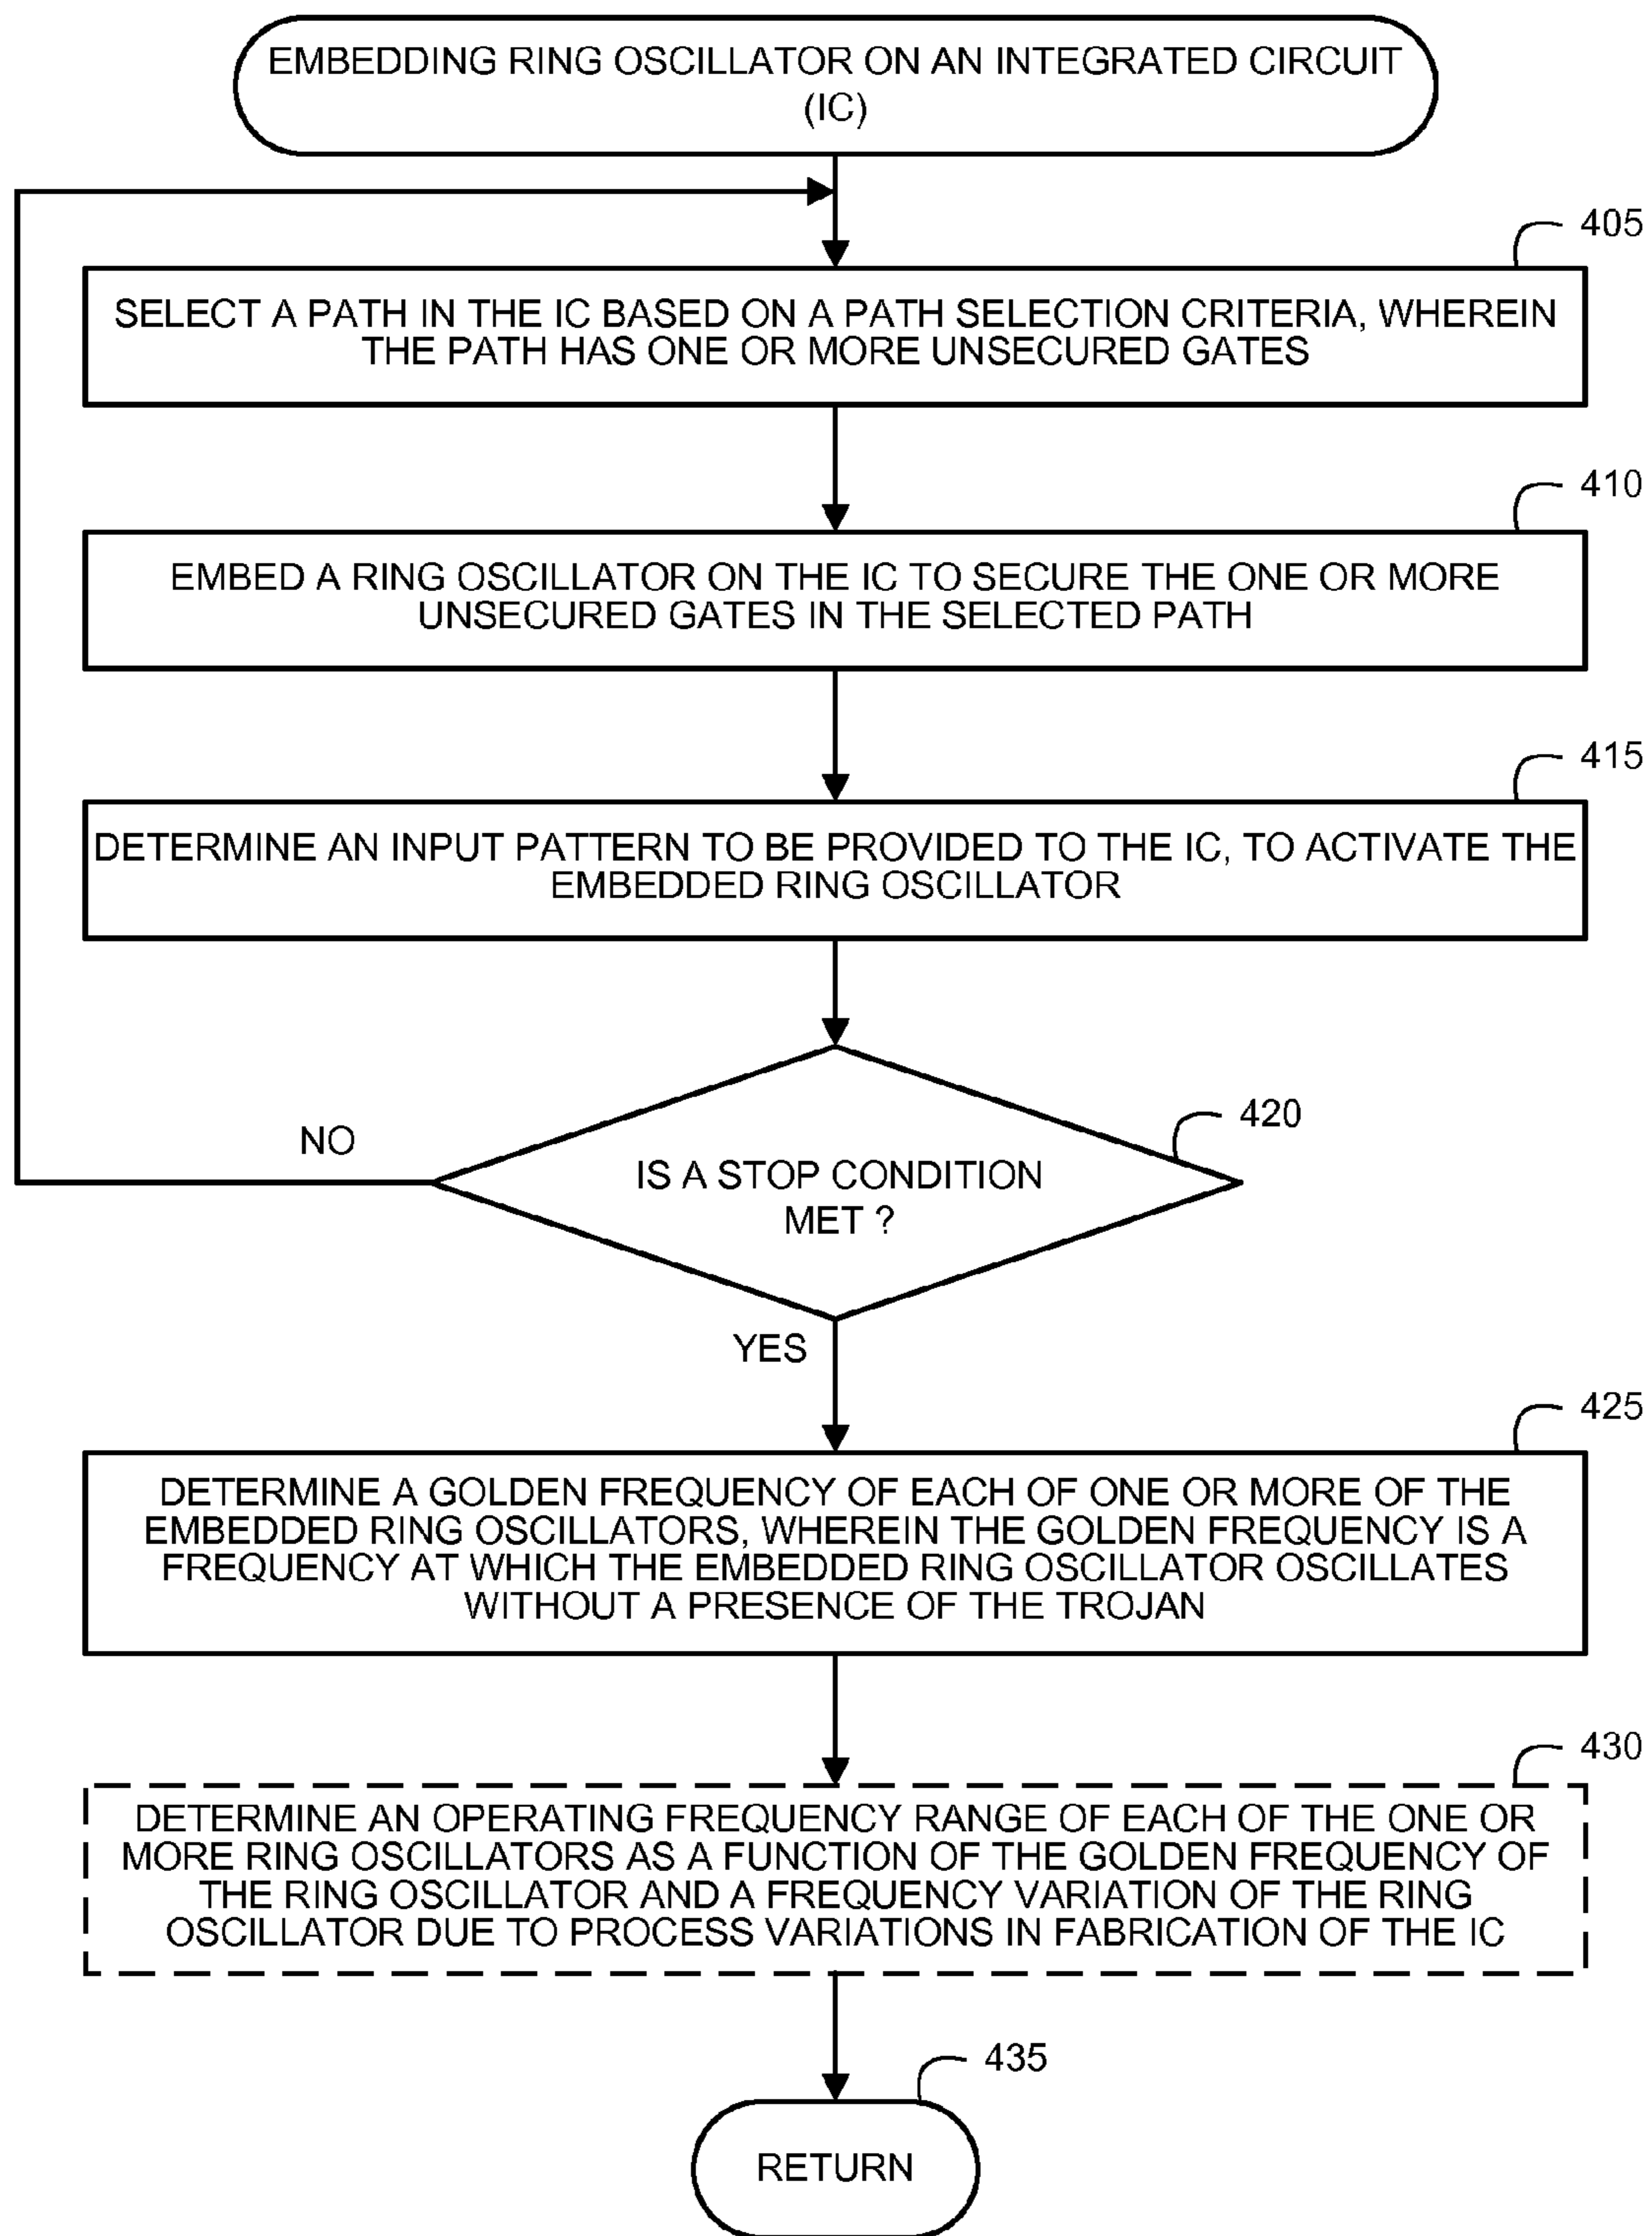 EMBEDDING RING OSCILLATOR ON AN INTEGRATED CIRCUIT
(IC)
405
SELECT A PATH IN THE IC BASED ON A PATH SELECTION CRITERIA, WHEREIN
THE PATH HAS ONE OR MORE UNSECURED GATES
410
EMBED A RING OSCILLATOR ON THE IC TO SECURE THE ONE OR MORE
UNSECURED GATES IN THE SELECTED PATH
415
DETERMINE AN INPUT PATTERN TO BE PROVIDED TO THE IC, TO ACTIVATE THE
EMBEDDED RING OSCILLATOR
420
NO
IS A STOP CONDITION
MET ?
YES
425
DETERMINE A GOLDEN FREQUENCY OF EACH OF ONE OR MORE OF THE
EMBEDDED RING OSCILLATORS, WHEREIN THE GOLDEN FREQUENCY IS A
FREQUENCY AT WHICH THE EMBEDDED RING OSCILLATOR OSCILLATES
WITHOUT A PRESENCE OF THE TROJAN
430
DETERMINE AN OPERATING FREQUENCY RANGE OF EACH OF THE ONE OR
MORE RING OSCILLATORS AS A FUNCTION OF THE GOLDEN FREQUENCY OF
THE RING OSCILLATOR AND A FREQUENCY VARIATION OF THE RING
OSCILLATOR DUE TO PROCESS VARIATIONS IN FABRICATION OF THE IC
435
RETURN